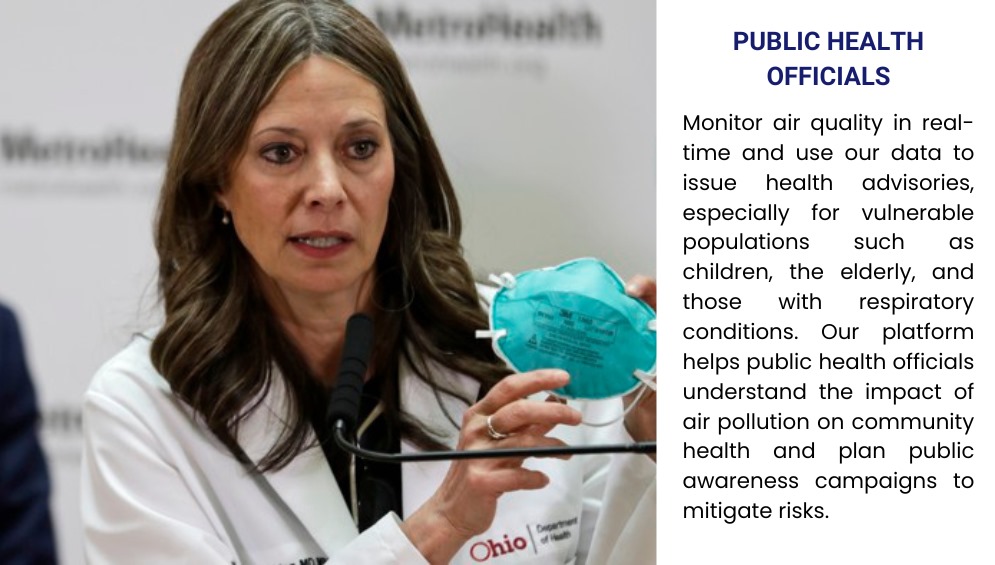 MetroHealth
MetroHealth
3M 1860
Ohio
Department
of Health
PUBLIC HEALTH
OFFICIALS
Monitor air quality in real-
time and use our data to
issue health advisories,
especially for vulnerable
populations such as
children, the elderly, and
those with respiratory
conditions. Our platform
helps public health officials
understand the impact of
air pollution on community
health and plan public
awareness campaigns to
mitigate risks.